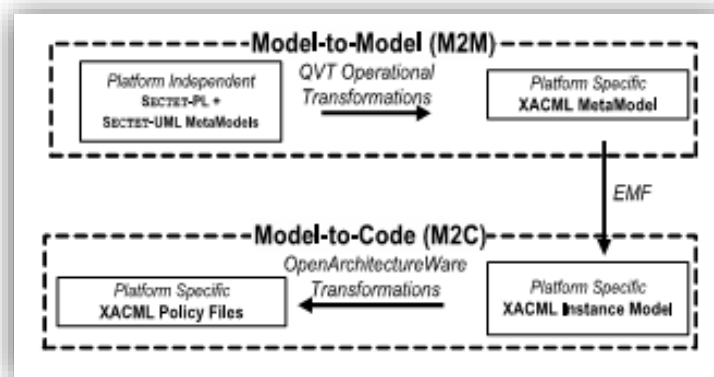 Model-to-Model (M2M)
Platform Independent
SECTET-PL +
SECTET-UML MetaModels
QVT Operational
Transformations
Platform Specific
XACML MetaModel
EMF
Model-to-Code (M2C)
OpenArchitectureWare
Transformations
Platform Specific
XACML Policy Files
Platform Specific
XACML Instance Model